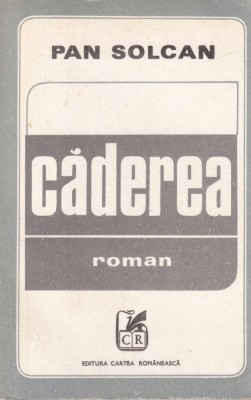 PAN SOLCAN
căderea
roman
CR
EDITURA CARTEA ROMÂNEASCĂ